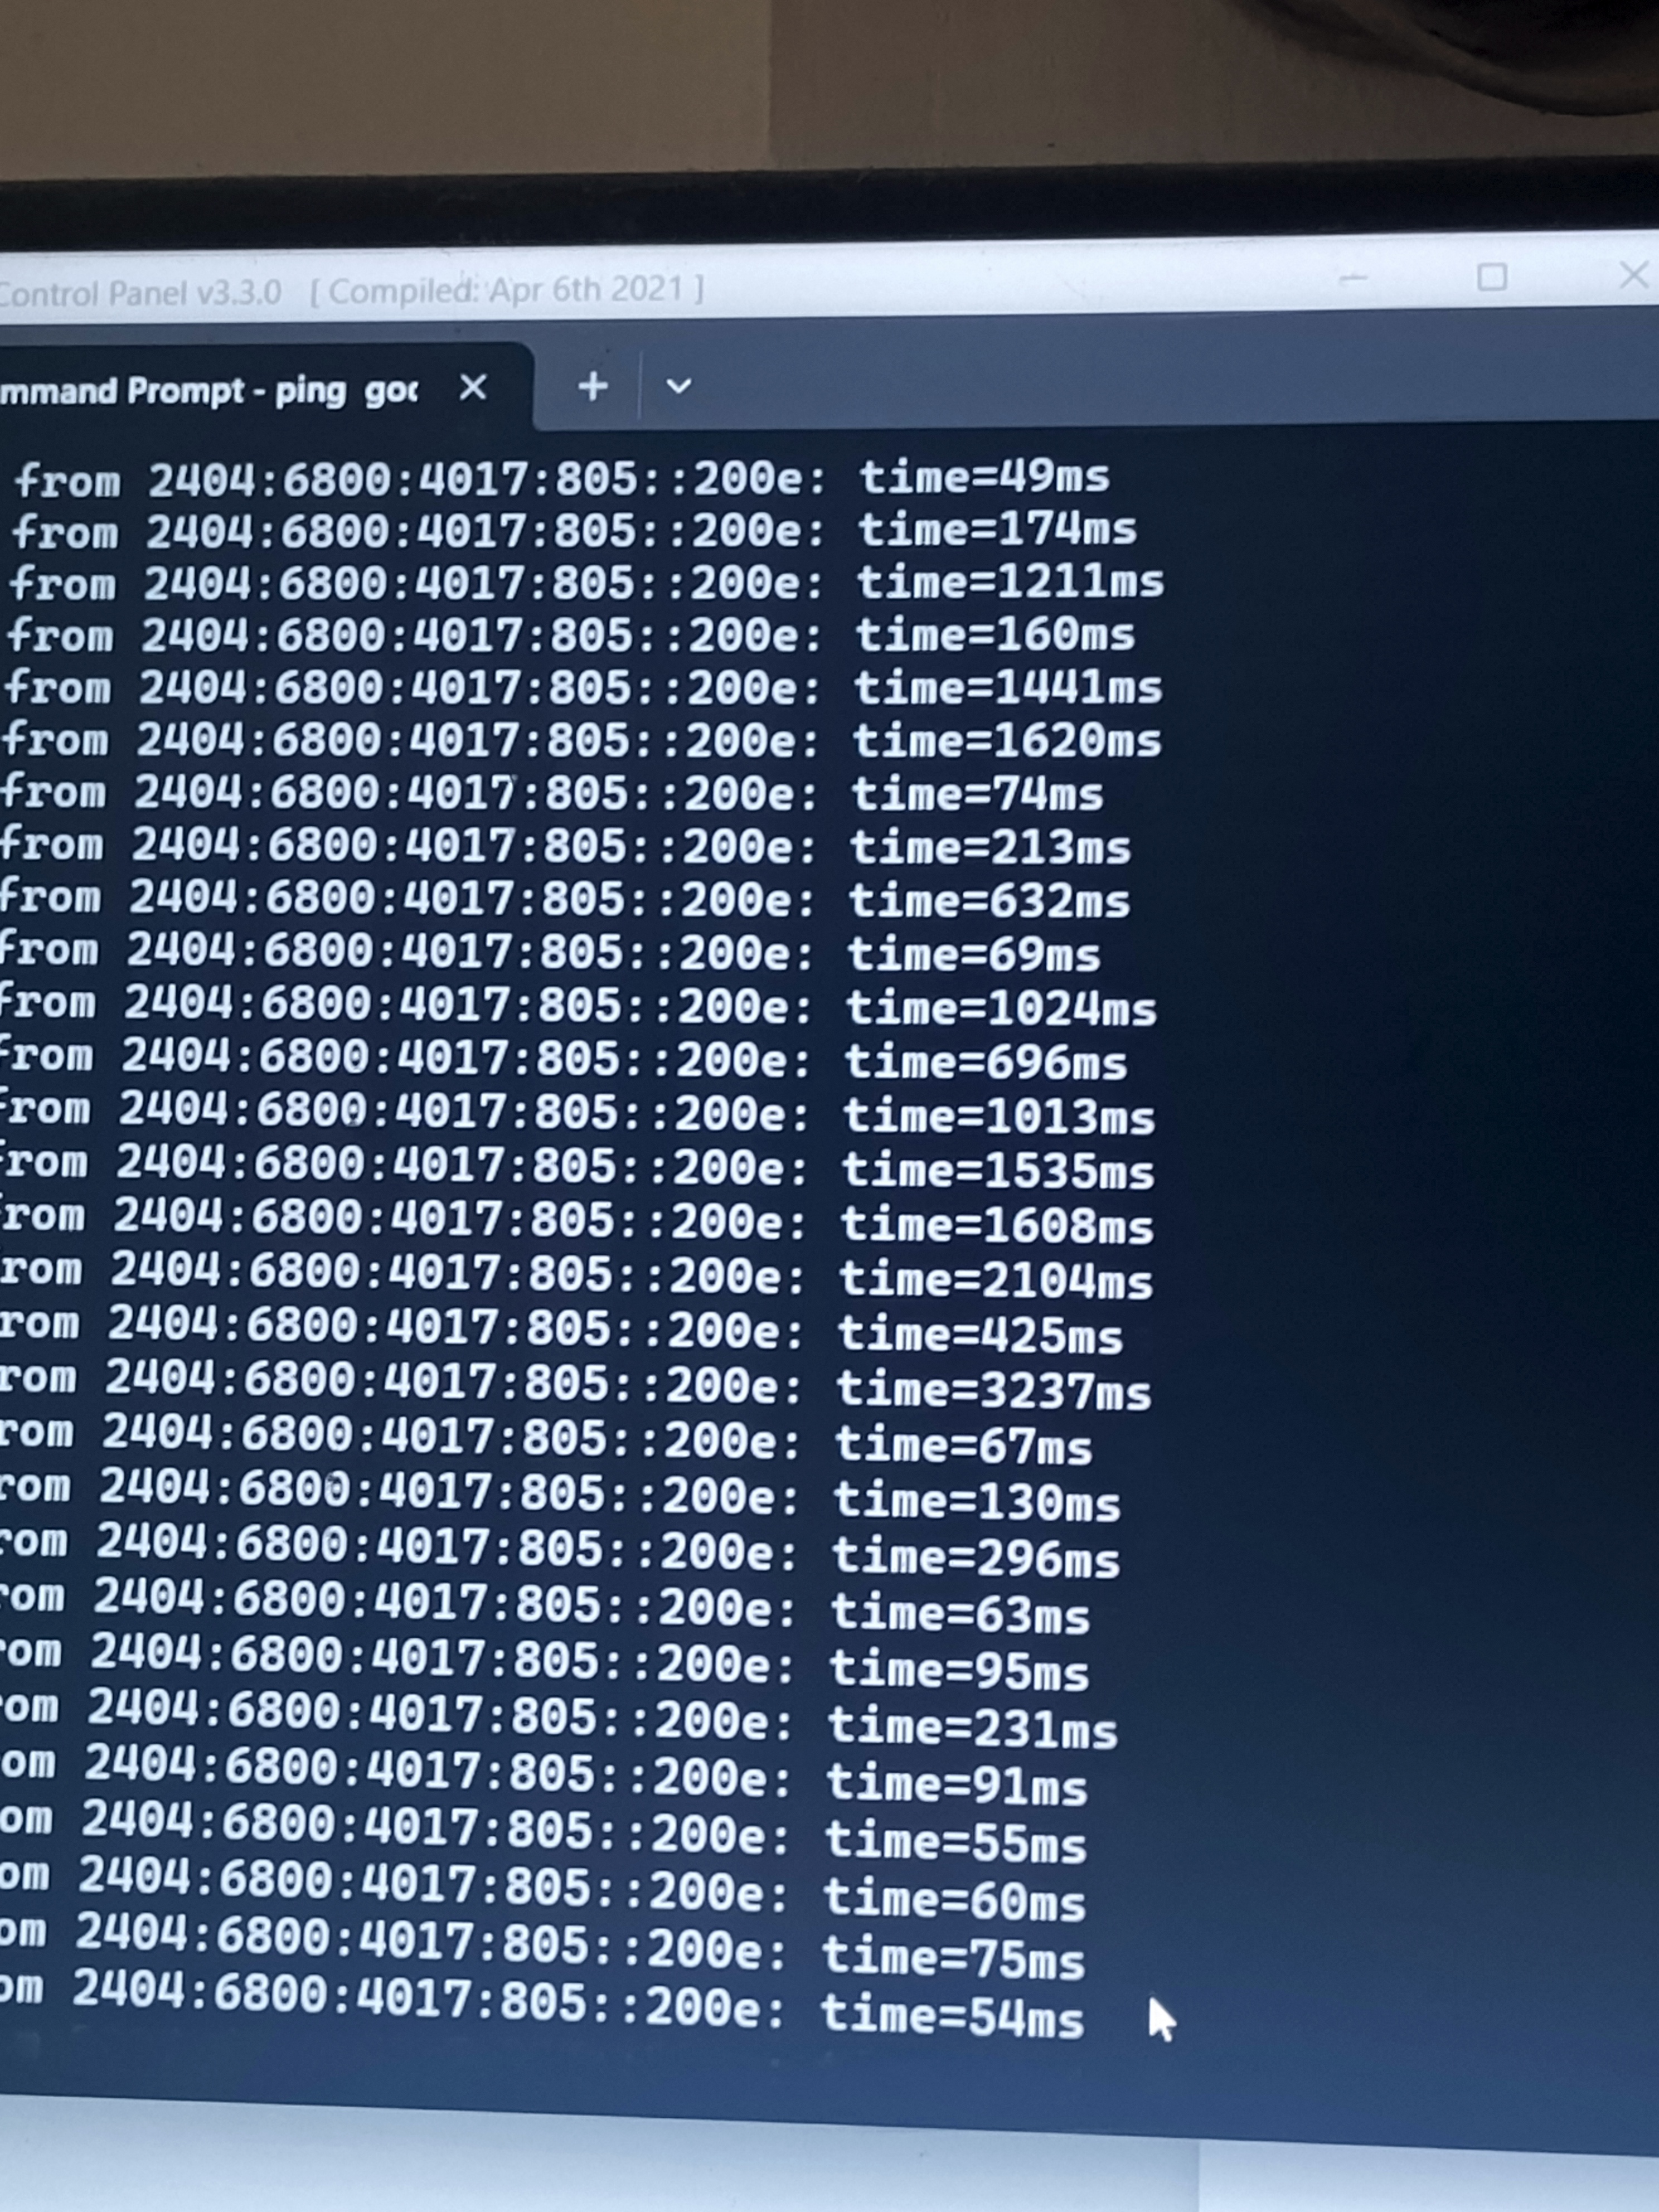 Control Panel v3.3.0 [ Compiled: Apr 6th 2021 ]
mmand Prompt - ping goo
from 2404:6800:4017:805::200e: time=49ms
from 2404:6800:4017:805::200e: time=174ms
from 2404:6800:4017:805::200e: time=1211ms
from 2404:6800:4017:805::200e: time=160ms
from 2404:6800:4017:805::200e: time=1441ms
from 2404:6800:4017:805::200e: time=1620ms
from 2404:6800:4017:805::200e: time=74ms
from 2404:6800:4017:805::200e: time=213ms
from 2404:6800:4017:805::200e: time=632ms
from 2404:6800:4017:805::200e: time=69ms
from 2404:6800:4017:805::200e: time=1024ms
from 2404:6800:4017:805::200e: time=696ms
from 2404:6800:4017:805::200e: time=1013ms
from 2404:6800:4017:805::200e: time=1535ms
rom 2404:6800:4017:805::200e: time=1608ms
rom 2404:6800:4017:805::200e: time=2104ms
rom 2404:6800:4017:805::200e: time=425ms
rom 2404:6800:4017:805::200e: time=3237ms
rom 2404:6800:4017:805::200e: time=67ms
rom 2404:6800:4017:805::200e: time=130ms
rom 2404:6800:4017:805::200e: time=296ms
rom 2404:6800:4017:805::200e: time=63ms
om 2404:6800:4017:805::200e: time=95ms
om 2404:6800:4017:805::200e: time=231ms
om 2404:6800:4017:805::200e: time=91ms
om 2404:6800:4017:805::200e: time=55ms
om 2404:6800:4017:805::200e: time=60ms
om 2404:6800:4017:805::200e: time=75ms
om 2404:6800:4017:805::200e: time=54ms